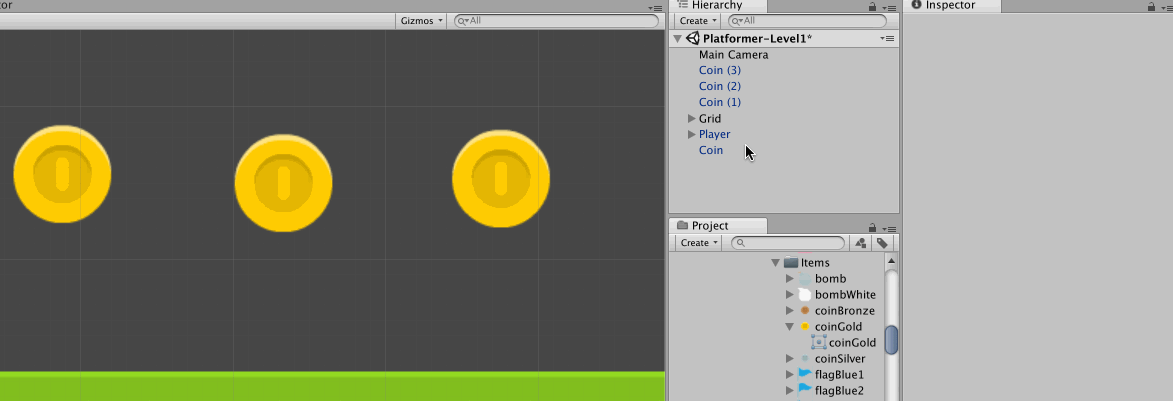 tor
Gizmos
All
Hierarchy
Create
All
Platformer-Level1*
Main Camera
Coin (3)
Coin (2)
Coin (1)
Grid
Player
Coin
Project
Create
Items
bomb
bombWhite
coinBronze
coinGold
coinGold
coinSilver
flagBlue1
flagBlue2
Inspector